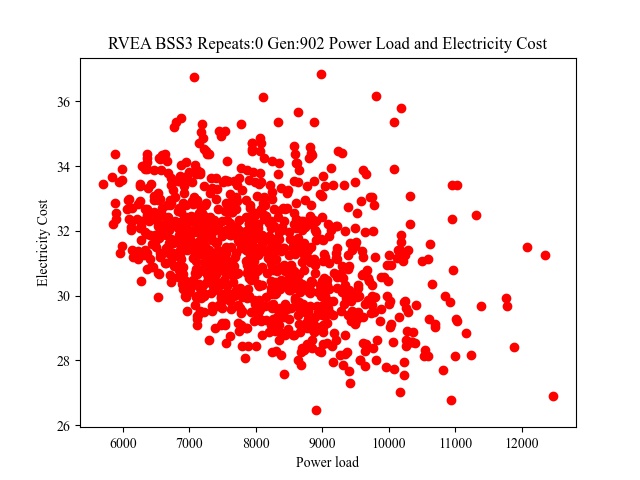 RVEA BSS3 Repeats:0 Gen:902 Power Load and Electricity Cost
36
34
32
30
28
26
Electricity Cost
6000 7000 8000 9000 10000 11000 12000
Power load